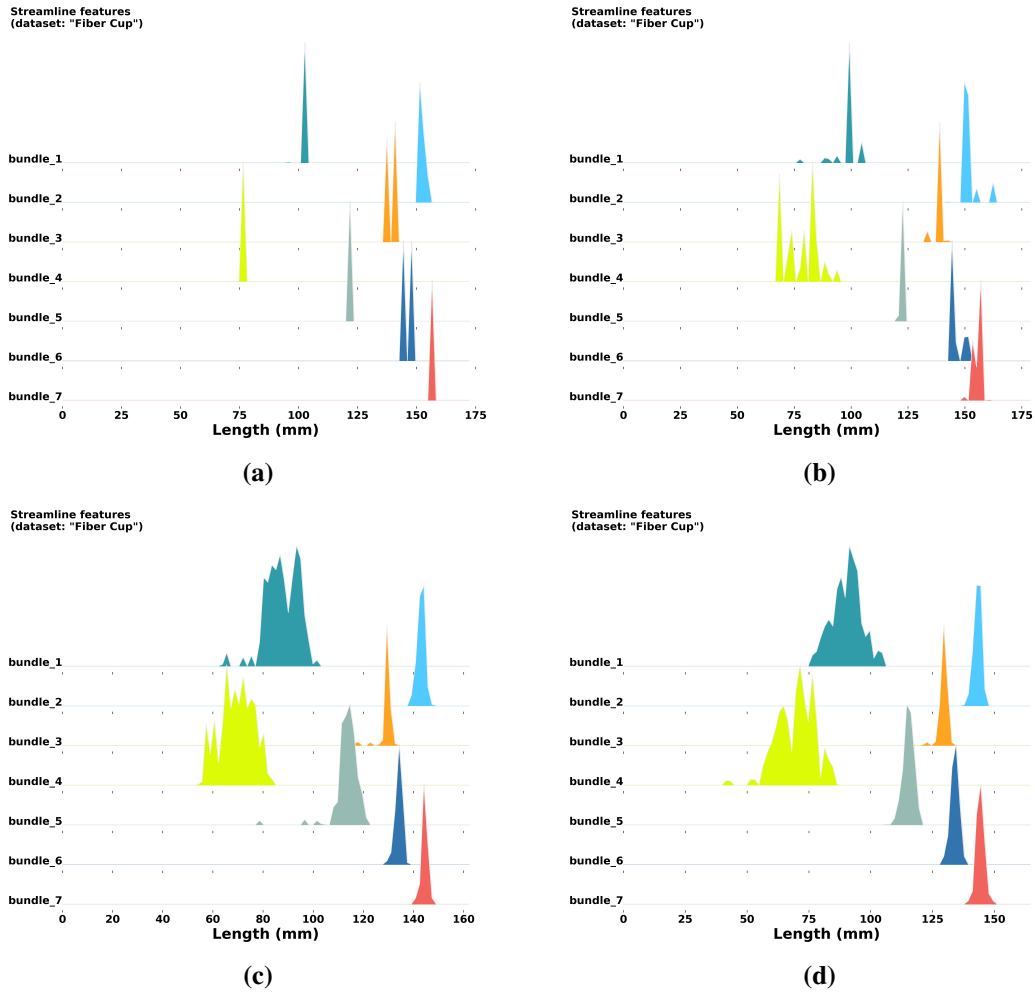 Streamline features
(dataset: "Fiber Cup")
bundle_1
bundle_2
bundle_3
bundle_4
bundle_5
bundle_6
bundle_7
0 25 50 75 100 125 150 175
Length (mm)
(a)
Streamline features
(dataset: "Fiber Cup")
bundle_1
bundle_2
bundle_3
bundle_4
bundle_5
bundle_6
bundle_7
0 25 50 75 100 125 150 175
Length (mm)
(b)
Streamline features
(dataset: "Fiber Cup")
bundle_1
bundle_2
bundle_3
bundle_4
bundle_5
bundle_6
bundle_7
0 20 40 60 80 100 120 140 160
Length (mm)
(c)
Streamline features
(dataset: "Fiber Cup")
bundle_1
bundle_2
bundle_3
bundle_4
bundle_5
bundle_6
bundle_7
0 25 50 75 100 125 150
Length (mm)
(d)